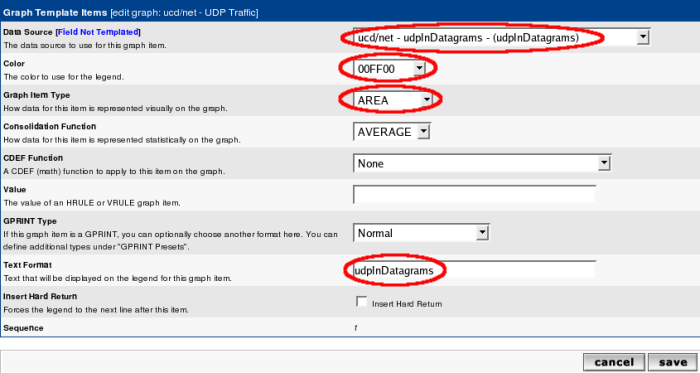 Graph Template Items [edit graph: ucd/net - UDP Traffic]
Data Source [Field Not Templated]
The data source to use for this graph item.
ucd/net - udpInDatagrams - (udpInDatagrams)
Color
The color to use for the legend.
00FF00
Graph Item Type
How data for this item is represented visually on the graph.
AREA
Consolidation Function
How data for this item is represented statistically on the graph.
AVERAGE
CDEF Function
A CDEF (math) function to apply to this item on the graph.
None
Value
The value of an HRULE or VRULE graph item.
GPRINT Type
If this graph item is a GPRINT, you can optionally choose another format here. You can
define additional types under "GPRINT Presets".
Normal
Text Format
Text that will be displayed on the legend for this graph item.
udpInDatagrams
Insert Hard Return
Forces the legend to the next line after this item.
Insert Hard Return
Sequence
1
cancel save